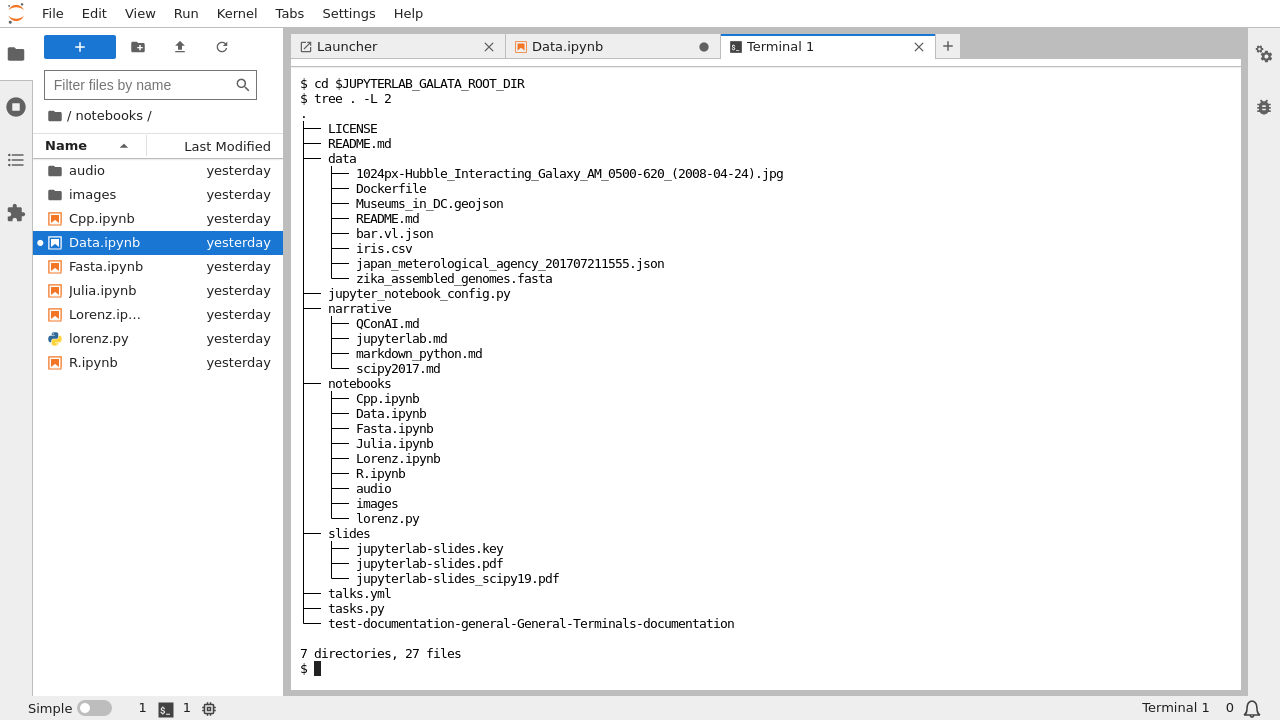 File Edit View Run Kernel Tabs Settings Help
Launcher
Data.ipynb
Terminal 1
Filter files by name
/ notebooks /
Name Last Modified
audio yesterday
images yesterday
Cpp.ipynb yesterday
Data.ipynb yesterday
Fasta.ipynb yesterday
Julia.ipynb yesterday
Lorenz.ip… yesterday
lorenz.py yesterday
R.ipynb yesterday
$ cd $JUPYTERLAB_GALATA_ROOT_DIR
$ tree . -L 2
.
├── LICENSE
├── README.md
├── data
│   ├── 1024px-Hubble_Interacting_Galaxy_AM_0500-620_(2008-04-24).jpg
│   ├── Dockerfile
│   ├── Museums_in_DC.geojson
│   ├── README.md
│   ├── bar.vl.json
│   ├── iris.csv
│   ├── japan_meterological_agency_201707211555.json
│   └── zika_assembled_genomes.fasta
├── jupyter_notebook_config.py
├── narrative
│   ├── QConAI.md
│   ├── jupyterlab.md
│   ├── markdown_python.md
│   └── scipy2017.md
├── notebooks
│   ├── Cpp.ipynb
│   ├── Data.ipynb
│   ├── Fasta.ipynb
│   ├── Julia.ipynb
│   ├── Lorenz.ipynb
│   ├── R.ipynb
│   ├── audio
│   ├── images
│   └── lorenz.py
├── slides
│   ├── jupyterlab-slides.key
│   ├── jupyterlab-slides.pdf
│   └── jupyterlab-slides_scipy19.pdf
├── talks.yml
├── tasks.py
└── test-documentation-general-General-Terminals-documentation
7 directories, 27 files
$
Simple 1 $_ 1 Terminal 1 0